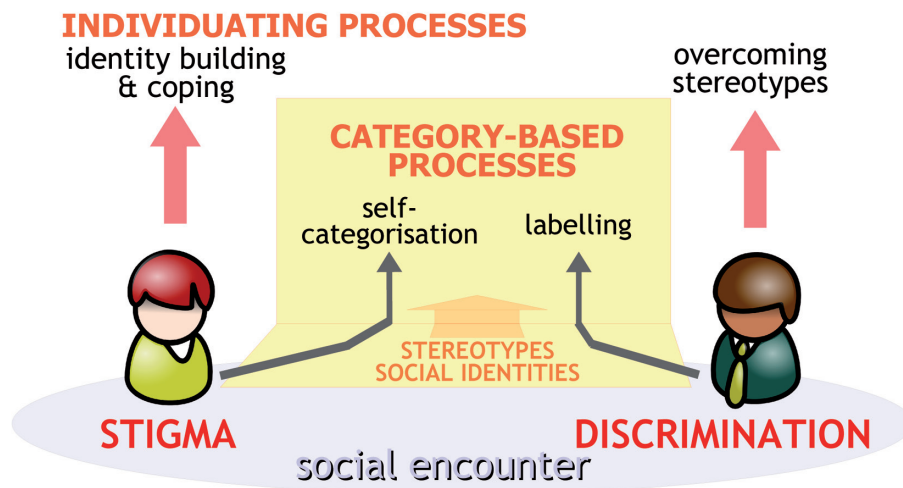 INDIVIDUATING PROCESSES
identity building
& coping
overcoming
stereotypes
CATEGORY-BASED
PROCESSES
self-
categorisation
labelling
STEREOTYPES
SOCIAL IDENTITIES
STIGMA
DISCRIMINATION
social encounter